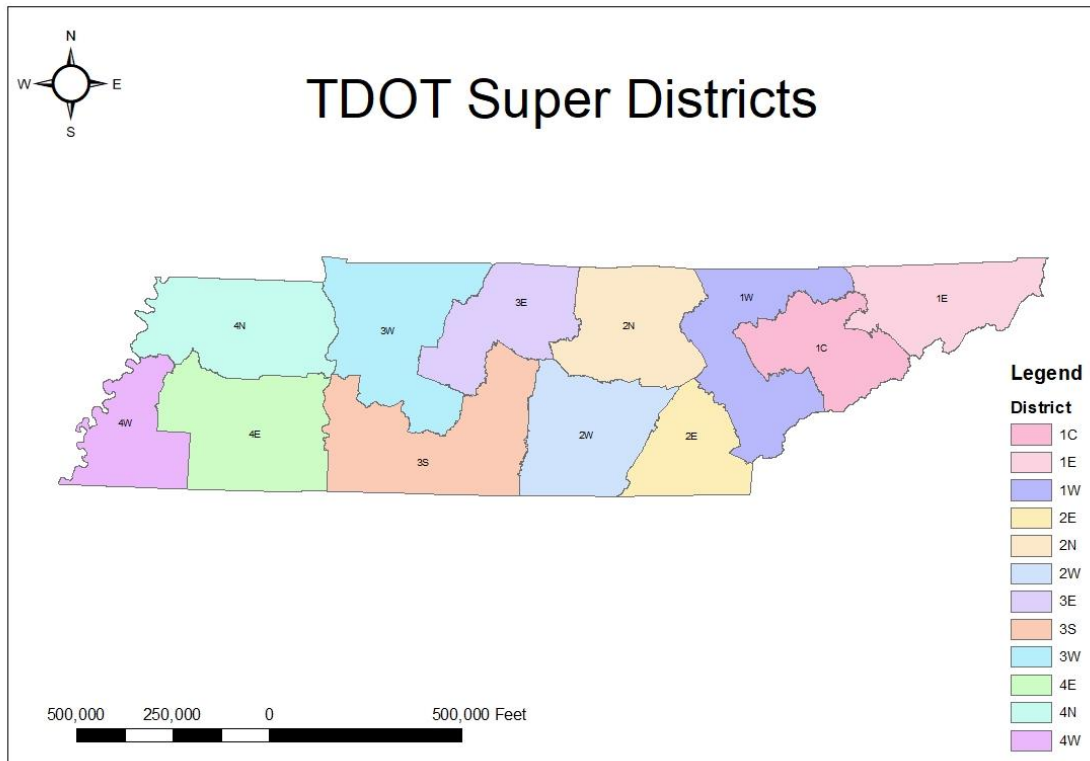 N
W E
S
TDOT Super Districts
4N
3W
3E
2N
1W
1E
1C
4W
4E
3S
2W
2E
Legend
District
1C
1E
1W
2E
2N
2W
3E
3S
3W
4E
4N
4W
500,000 250,000 0 500,000 Feet